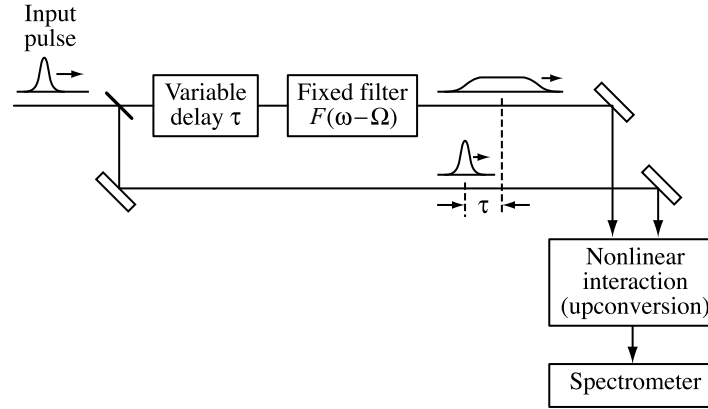 Input
pulse
Variable
delay τ
Fixed filter
F(ω−Ω)
τ
Nonlinear
interaction
(upconversion)
Spectrometer